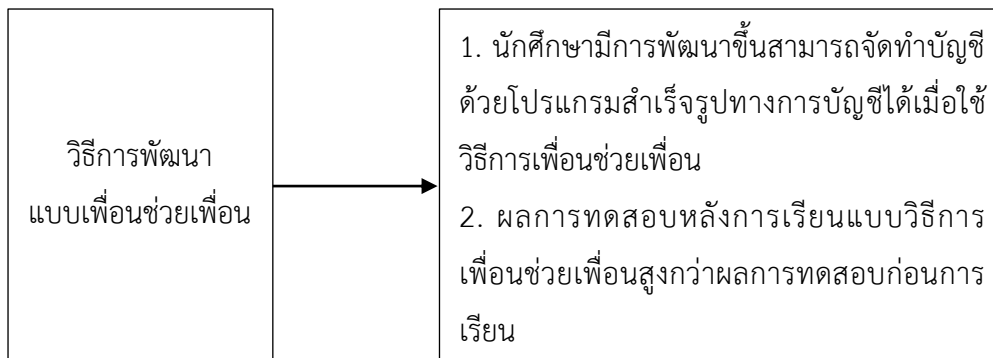 วิธีการพัฒนา
แบบเพื่อนช่วยเพื่อน
1. นักศึกษามีการพัฒนาขึ้นสามารถจัดทำบัญชี
ด้วยโปรแกรมสำเร็จรูปทางการบัญชีได้เมื่อใช้
วิธีการเพื่อนช่วยเพื่อน
2. ผลการทดสอบหลังการเรียนแบบวิธีการ
เพื่อนช่วยเพื่อนสูงกว่าผลการทดสอบก่อนการ
เรียน